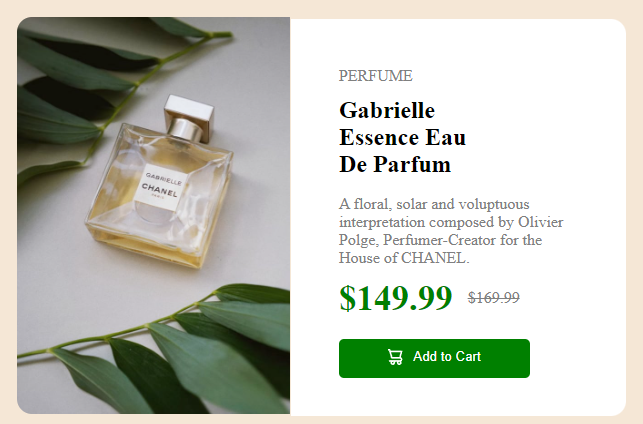 GABRIELLE
CHANEL
PARIS
PERFUME
Gabrielle
Essence Eau
De Parfum
A floral, solar and voluptuous
interpretation composed by Olivier
Polge, Perfumer-Creator for the
House of CHANEL.
$149.99 $169.99
Add to Cart